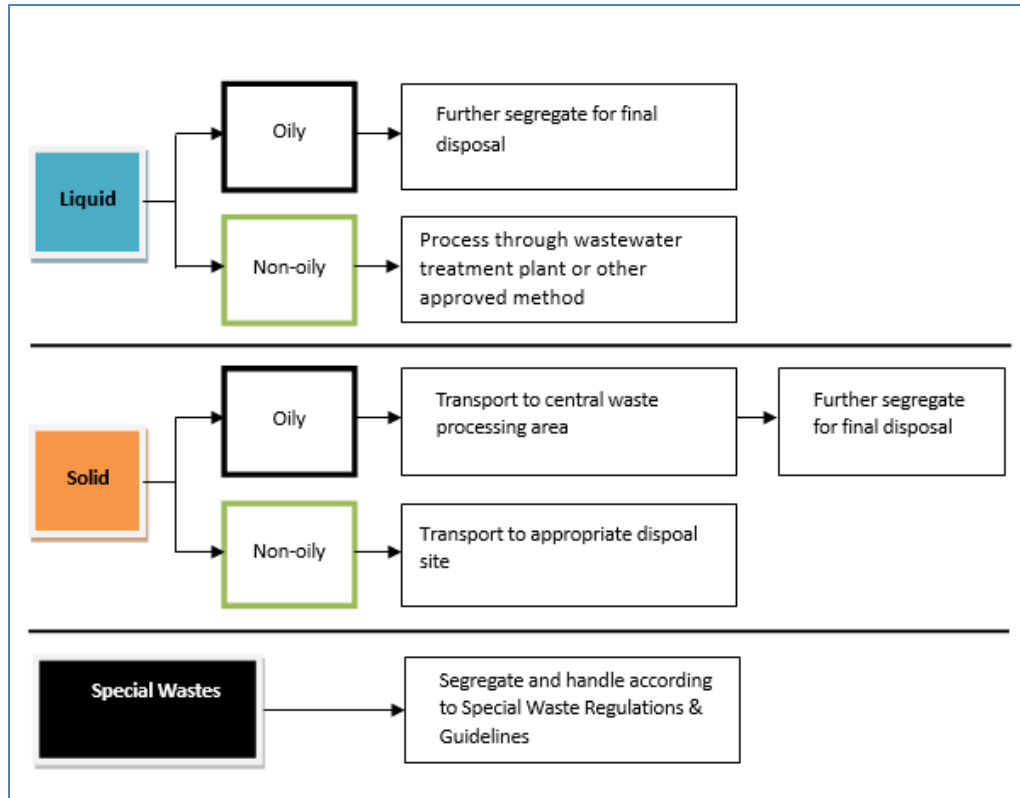 Oily
Further segregate for final
disposal
Liquid
Non-oily
Process through wastewater
treatment plant or other
approved method
Oily
Transport to central waste
processing area
Further segregate
for final disposal
Solid
Non-oily
Transport to appropriate dispoal
site
Special Wastes
Segregate and handle according
to Special Waste Regulations &
Guidelines